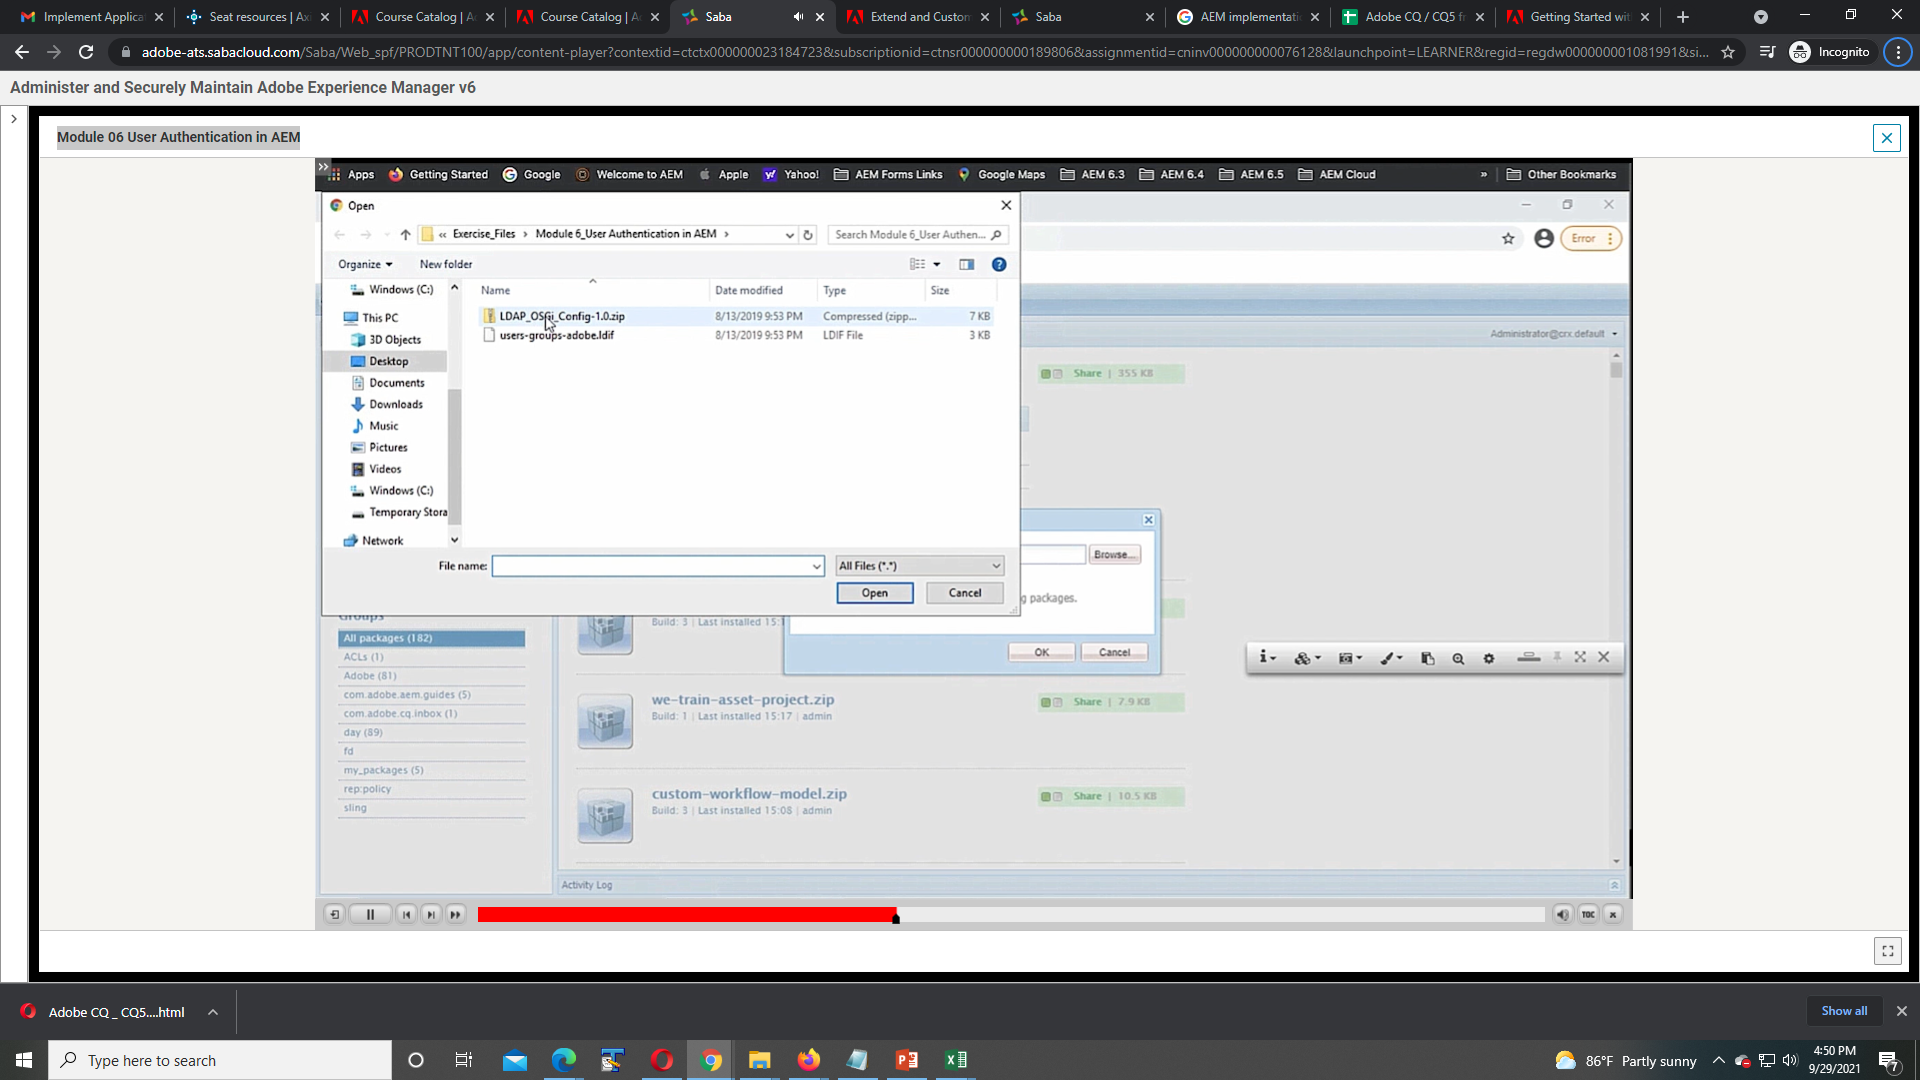 Implement Applica
Seat resources | Ax
Course Catalog | A
Course Catalog | A
Saba
Extend and Custom
Saba
AEM implementati
Adobe CQ / CQ5 f
Getting Started wit
adobe-ats.sabacloud.com/Saba/Web_spf/PRODTNT100/app/content-player?contextid=ctctx000000023184723&subscriptionid=ctnsr0000000000189806&assignmentid=cninv000000000076128&launchpoint=LEARNER&regid=regdw000000001081991&si...
Incognito
Administer and Securely Maintain Adobe Experience Manager v6
Module 06 User Authentication in AEM
Apps
Getting Started
Google
Welcome to AEM
Apple
Yahoo!
AEM Forms Links
Google Maps
AEM 6.3
AEM 6.4
AEM 6.5
AEM Cloud
»
Other Bookmarks
Open
« Exercise_Files > Module 6_User Authentication in AEM >
Search Module 6_User Authen...
Error
Organize
New folder
Name
Date modified
Type
Size
Windows (C:)
LDAP_OSGi_Config-1.0.zip 8/13/2019 9:53 PM Compressed (zipp... 7 KB
users-groups-adobe.ldif 8/13/2019 9:53 PM LDIF File 3 KB
This PC
3D Objects
Desktop
Documents
Downloads
Music
Pictures
Videos
Windows (C:)
Temporary Stora
Network
Administrator@crx.default
Share | 355 KB
File name:
All Files (*.*)
Open
Cancel
Browse...
g packages.
OK
Cancel
Groups
All packages (182)
ACLs (1)
Adobe (81)
com.adobe.aem.guides (5)
com.adobe.cq.inbox (1)
day (89)
fd
my_packages (5)
rep:policy
sling
Build: 3 | Last installed 15:1
we-train-asset-project.zip
Build: 1 | Last installed 15:17 | admin
Share | 7.9 KB
custom-workflow-model.zip
Build: 3 | Last installed 15:08 | admin
Share | 10.5 KB
Activity Log
TOC
Adobe CQ _ CQ5....html
Show all
Type here to search
86°F Partly sunny
4:50 PM
9/29/2021
7